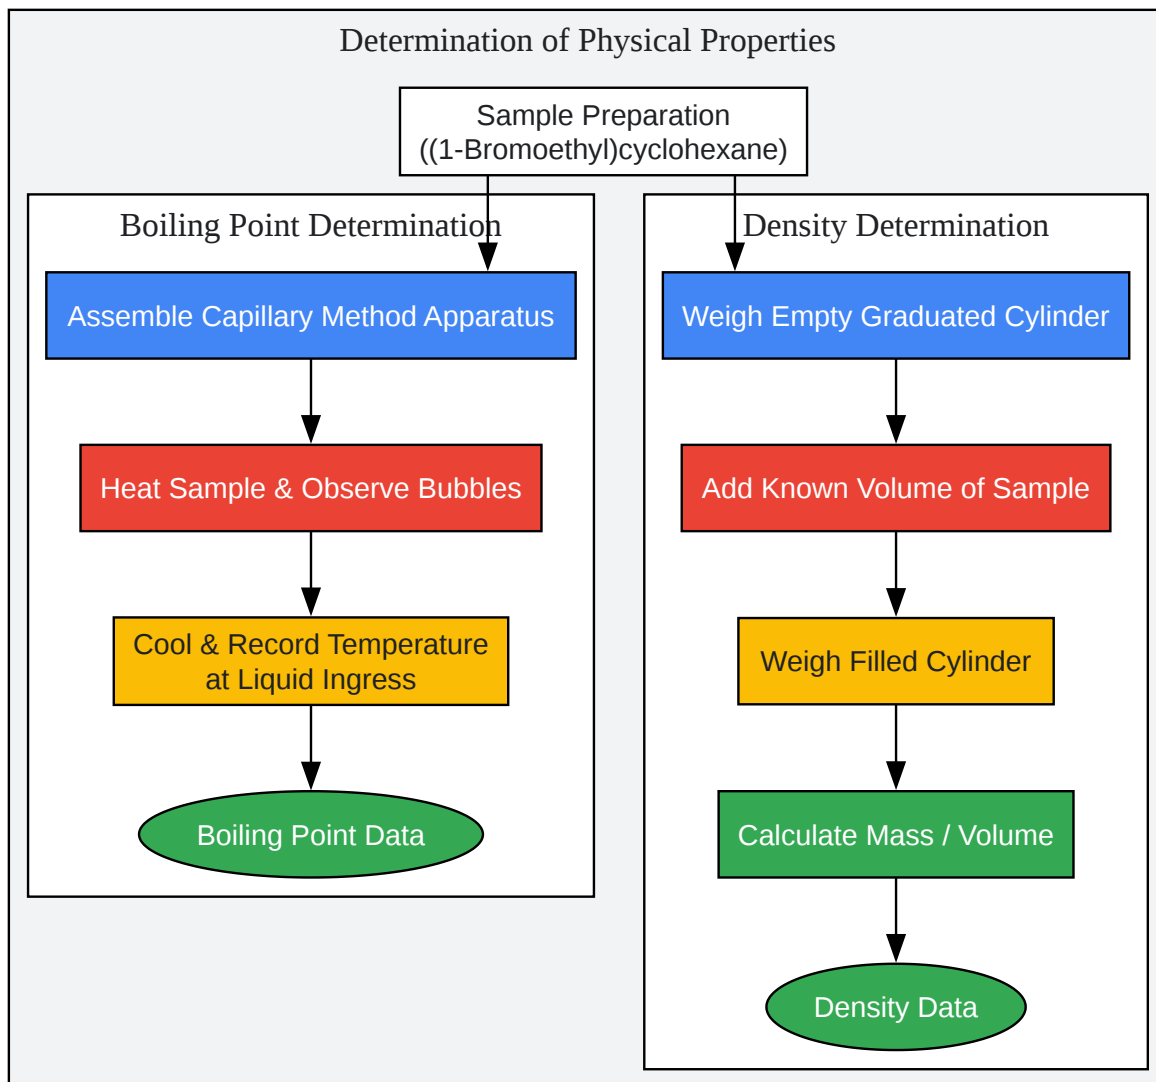 Determination of Physical Properties
Sample Preparation
((1-Bromoethyl)cyclohexane)
Boiling Point Determination
Assemble Capillary Method Apparatus
Heat Sample & Observe Bubbles
Cool & Record Temperature
at Liquid Ingress
Boiling Point Data
Density Determination
Weigh Empty Graduated Cylinder
Add Known Volume of Sample
Weigh Filled Cylinder
Calculate Mass / Volume
Density Data